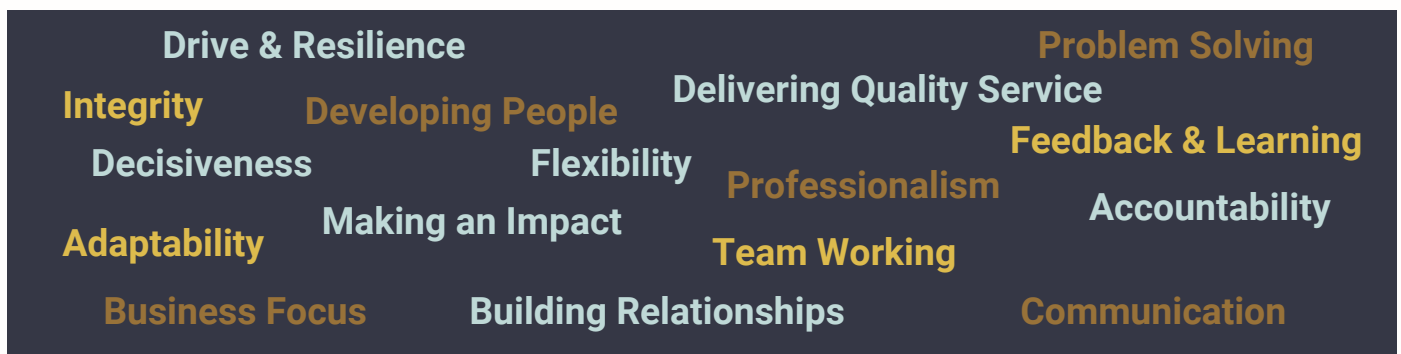 Drive & Resilience
Problem Solving
Delivering Quality Service
Integrity
Developing People
Feedback & Learning
Decisiveness
Flexibility
Professionalism
Accountability
Making an Impact
Adaptability
Team Working
Business Focus
Building Relationships
Communication